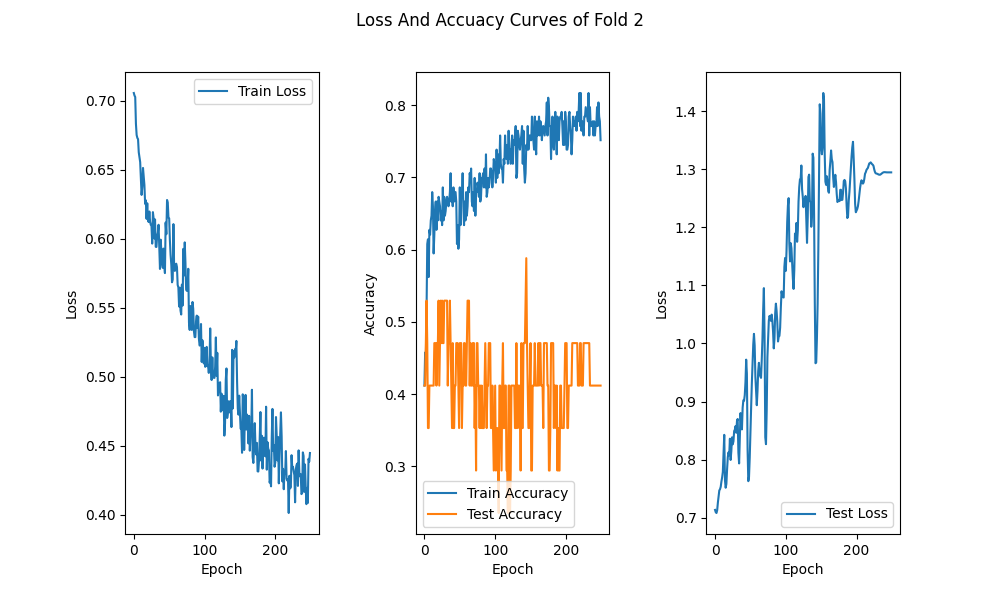 Loss And Accuacy Curves of Fold 2
Train Loss
0.70
0.65
0.60
0.55
0.50
0.45
0.40
Loss
0
100
200
Epoch
0.8
0.7
0.6
0.5
0.4
0.3
Accuracy
Train Accuracy
Test Accuracy
0
100
200
Epoch
1.4
1.3
1.2
1.1
1.0
0.9
0.8
0.7
Loss
Test Loss
0
100
200
Epoch